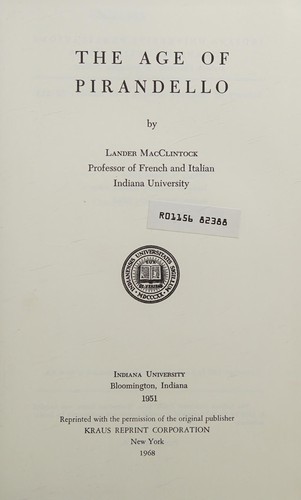 THE AGE OF
PIRANDELLO
by
LANDER MACCLINTOCK
Professor of French and Italian
Indiana University
R01156 82388
INDIANA UNIVERSITY
Bloomington, Indiana
1951
Reprinted with the permission of the original publisher
KRAUS REPRINT CORPORATION
New York
1968